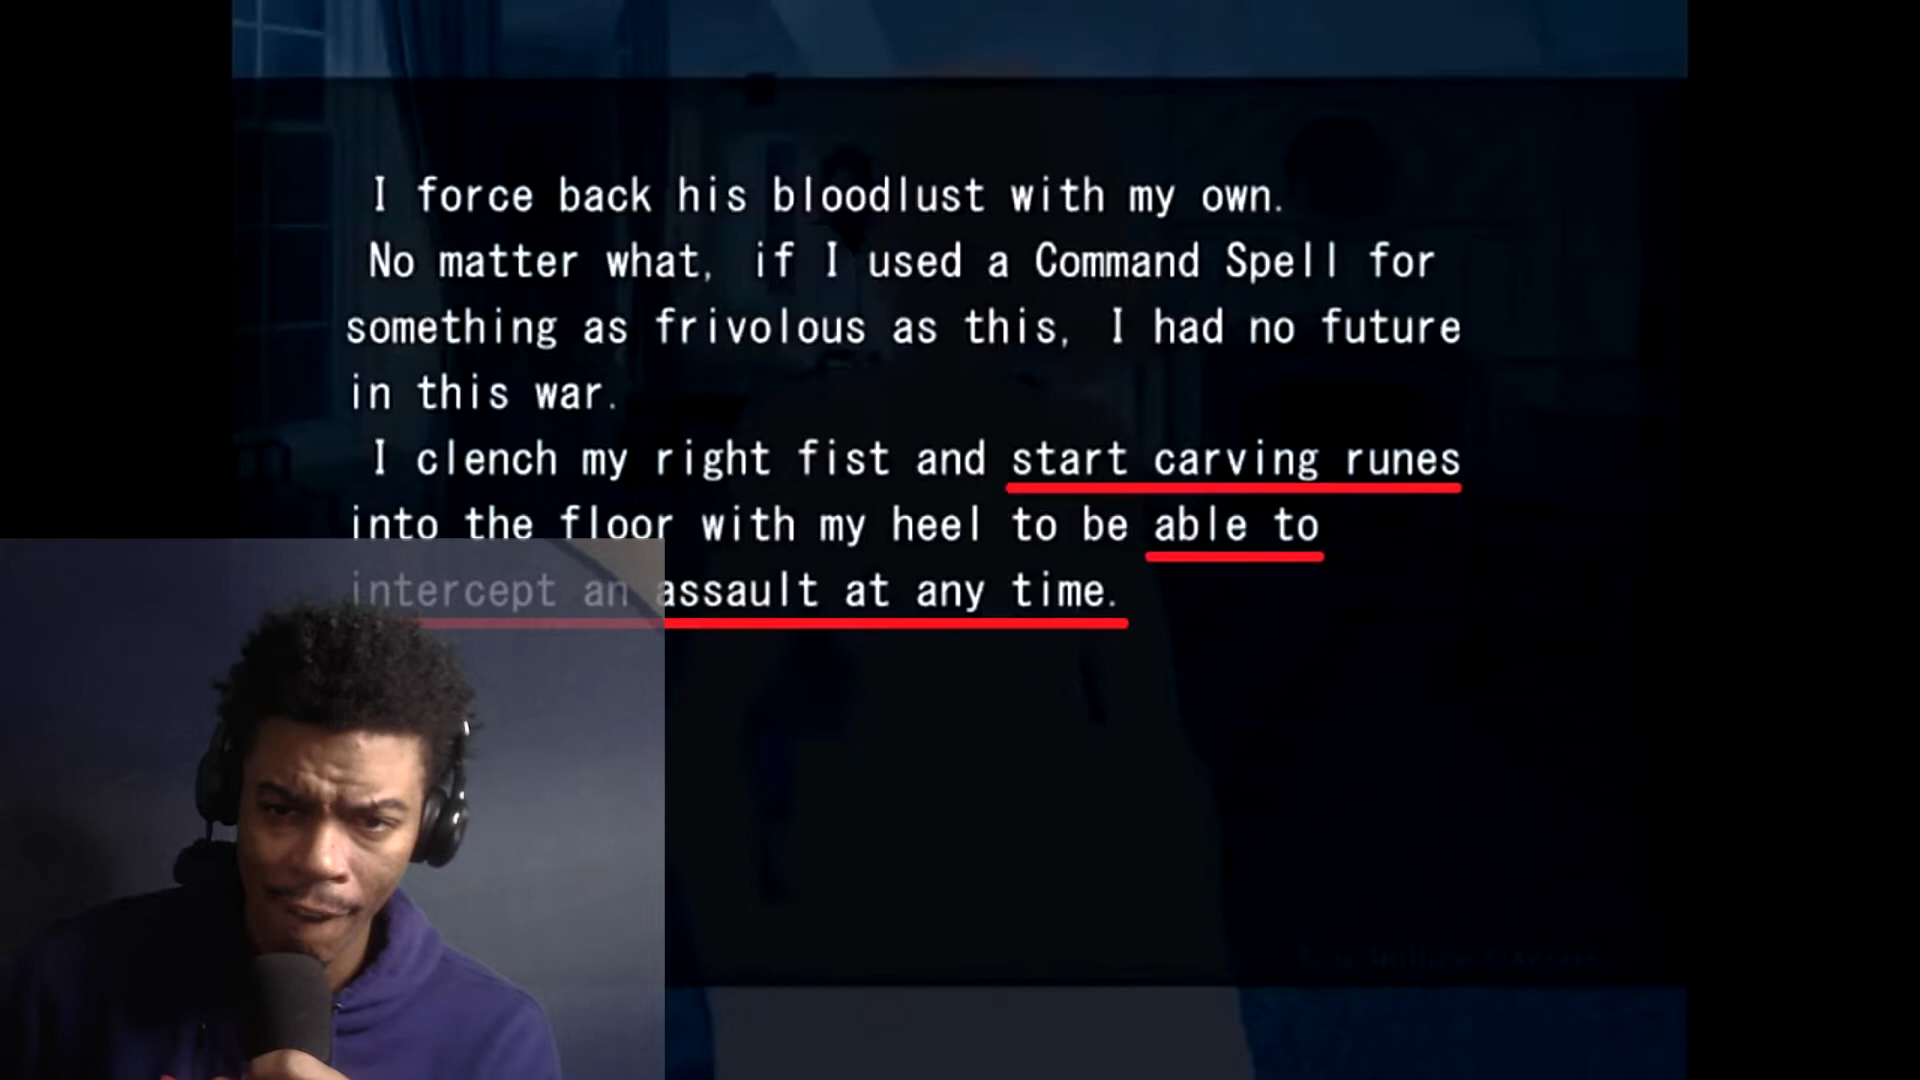 I force back his bloodlust with my own.
No matter what, if I used a Command Spell for
something as frivolous as this, I had no future
in this war.
I clench my right fist and start carving runes
into the floor with my heel to be able to
intercept an assault at any time.